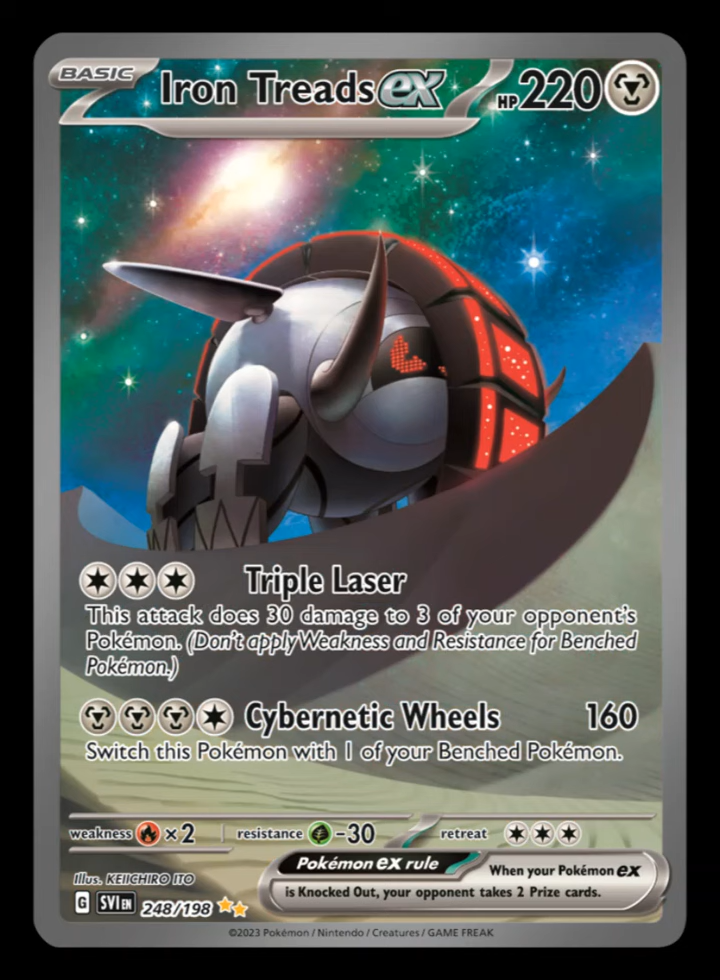 BASIC Iron Treads ex HP 220
Triple Laser
This attack does 30 damage to 3 of your opponent's
Pokémon. (Don't apply Weakness and Resistance for Benched
Pokémon.)
Cybernetic Wheels 160
Switch this Pokémon with 1 of your Benched Pokémon.
weakness ×2 resistance -30 retreat
Pokémon ex rule When your Pokémon ex
is Knocked Out, your opponent takes 2 Prize cards.
Illus. KEIICHIRO ITO
G SVI EN 248/198
©2023 Pokémon / Nintendo / Creatures / GAME FREAK